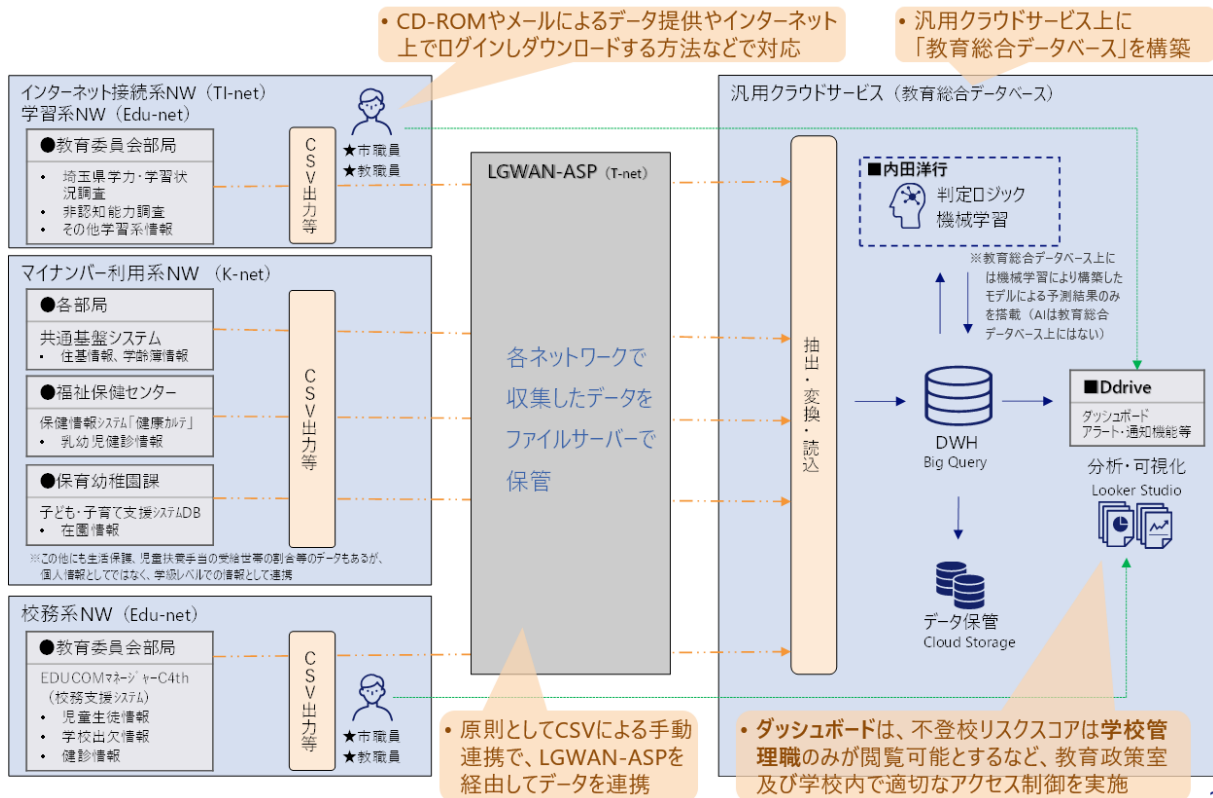 • CD-ROMやメールによるデータ提供やインターネット
上でログインしダウンロードする方法などで対応
• 汎用クラウドサービス上に
「教育総合データベース」を構築
インターネット接続系NW（TI-net）
学習系NW（Edu-net）
●教育委員会部局
• 埼玉県学力・学習状
況調査
• 非認知能力調査
• その他学習系情報
CSV出力等
★市職員
★教職員
マイナンバー利用系NW （K-net）
●各部局
共通基盤システム
• 住基情報、学齢簿情報
●福祉保健センター
保健情報システム「健康カルテ」
• 乳幼児健診情報
●保育幼稚園課
子ども・子育て支援システムDB
• 在園情報
CSV出力等
※この他にも生活保護、児童扶養手当の受給世帯の割合等のデータもあるが、
個人情報としてではなく、学級レベルでの情報として連携
校務系NW（Edu-net）
●教育委員会部局
EDUCOMマネージャーC4th
（校務支援システム）
• 児童生徒情報
• 学校出欠情報
• 健診情報
CSV出力等
★市職員
★教職員
LGWAN-ASP（T-net）
各ネットワークで
収集したデータを
ファイルサーバーで
保管
• 原則としてCSVによる手動
連携で、LGWAN-ASPを
経由してデータを連携
汎用クラウドサービス（教育総合データベース）
抽出・変換・読込
■内田洋行
判定ロジック
機械学習
※教育総合データベース上に
は機械学習により構築した
モデルによる予測結果のみ
を搭載（AIは教育総合
データベース上にはない）
DWH
Big Query
データ保管
Cloud Storage
■Ddrive
ダッシュボード
アラート・通知機能等
分析・可視化
Looker Studio
• ダッシュボードは、不登校リスクスコアは学校管
理職のみが閲覧可能とするなど、教育政策室
及び学校内で適切なアクセス制御を実施